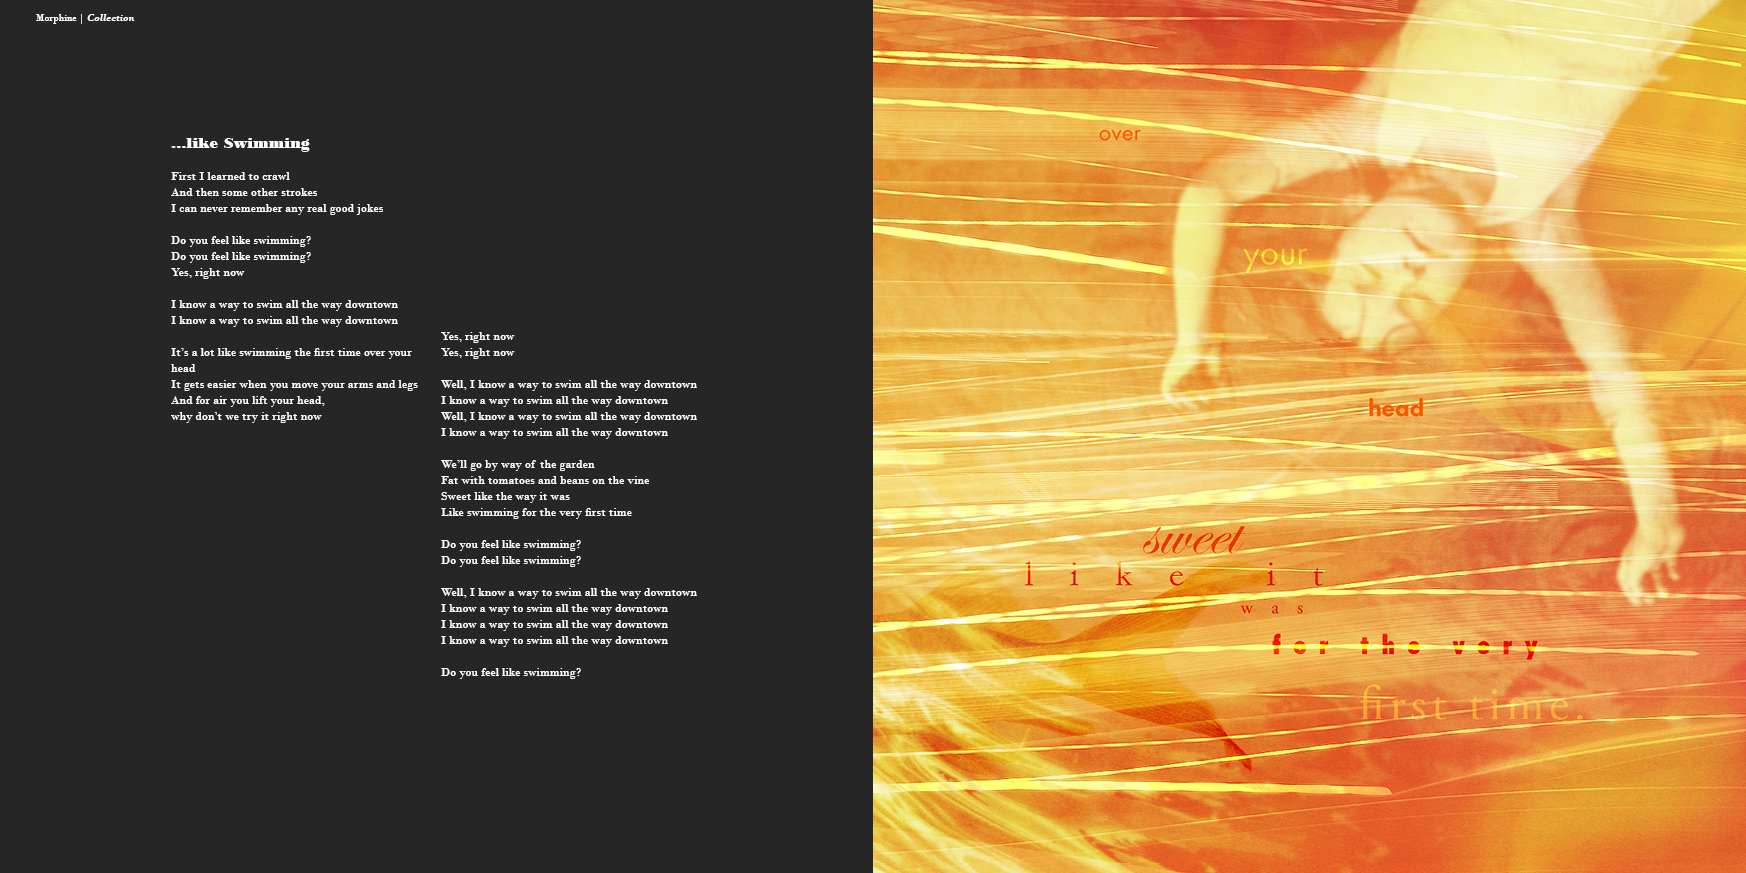 Morphine | Collection
...like Swimming
First I learned to crawl
And then some other strokes
I can never remember any real good jokes
Do you feel like swimming?
Do you feel like swimming?
Yes, right now
I know a way to swim all the way downtown
I know a way to swim all the way downtown
It's a lot like swimming the first time over your
head
It gets easier when you move your arms and legs
And for air you lift your head,
why don't we try it right now
Yes, right now
Yes, right now
Well, I know a way to swim all the way downtown
I know a way to swim all the way downtown
Well, I know a way to swim all the way downtown
I know a way to swim all the way downtown
We'll go by way of the garden
Fat with tomatoes and beans on the vine
Sweet like the way it was
Like swimming for the very first time
Do you feel like swimming?
Do you feel like swimming?
Well, I know a way to swim all the way downtown
I know a way to swim all the way downtown
I know a way to swim all the way downtown
I know a way to swim all the way downtown
Do you feel like swimming?
over
your
head
sweet
like it
was
for the very
first time.